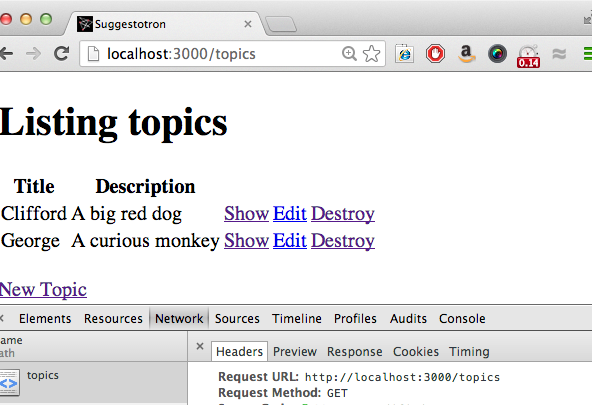 Suggestotron
localhost:3000/topics
0.14
Listing topics
Title Description
Clifford A big red dog Show Edit Destroy
George A curious monkey Show Edit Destroy
New Topic
Elements Resources Network Sources Timeline Profiles Audits Console
Headers Preview Response Cookies Timing
topics
Request URL: http://localhost:3000/topics
Request Method: GET